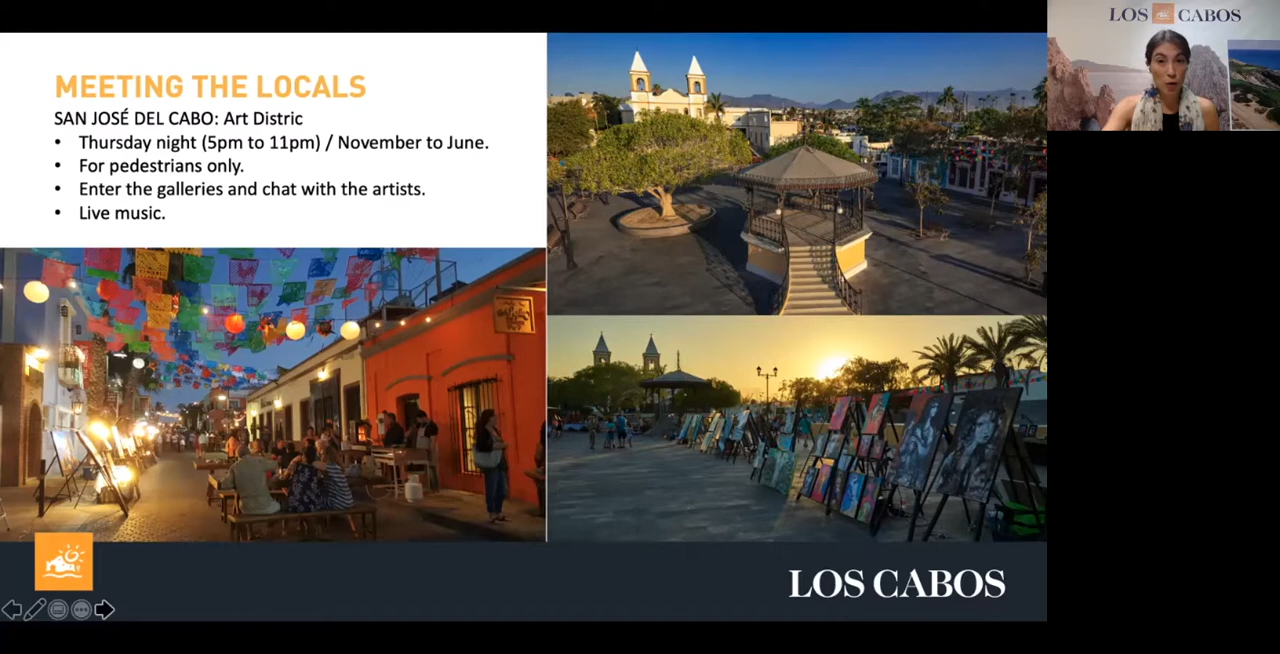 MEETING THE LOCALS
SAN JOSÉ DEL CABO: Art Distric
• Thursday night (5pm to 11pm) / November to June.
• For pedestrians only.
• Enter the galleries and chat with the artists.
• Live music.
LOS CABOS
LOS CABOS